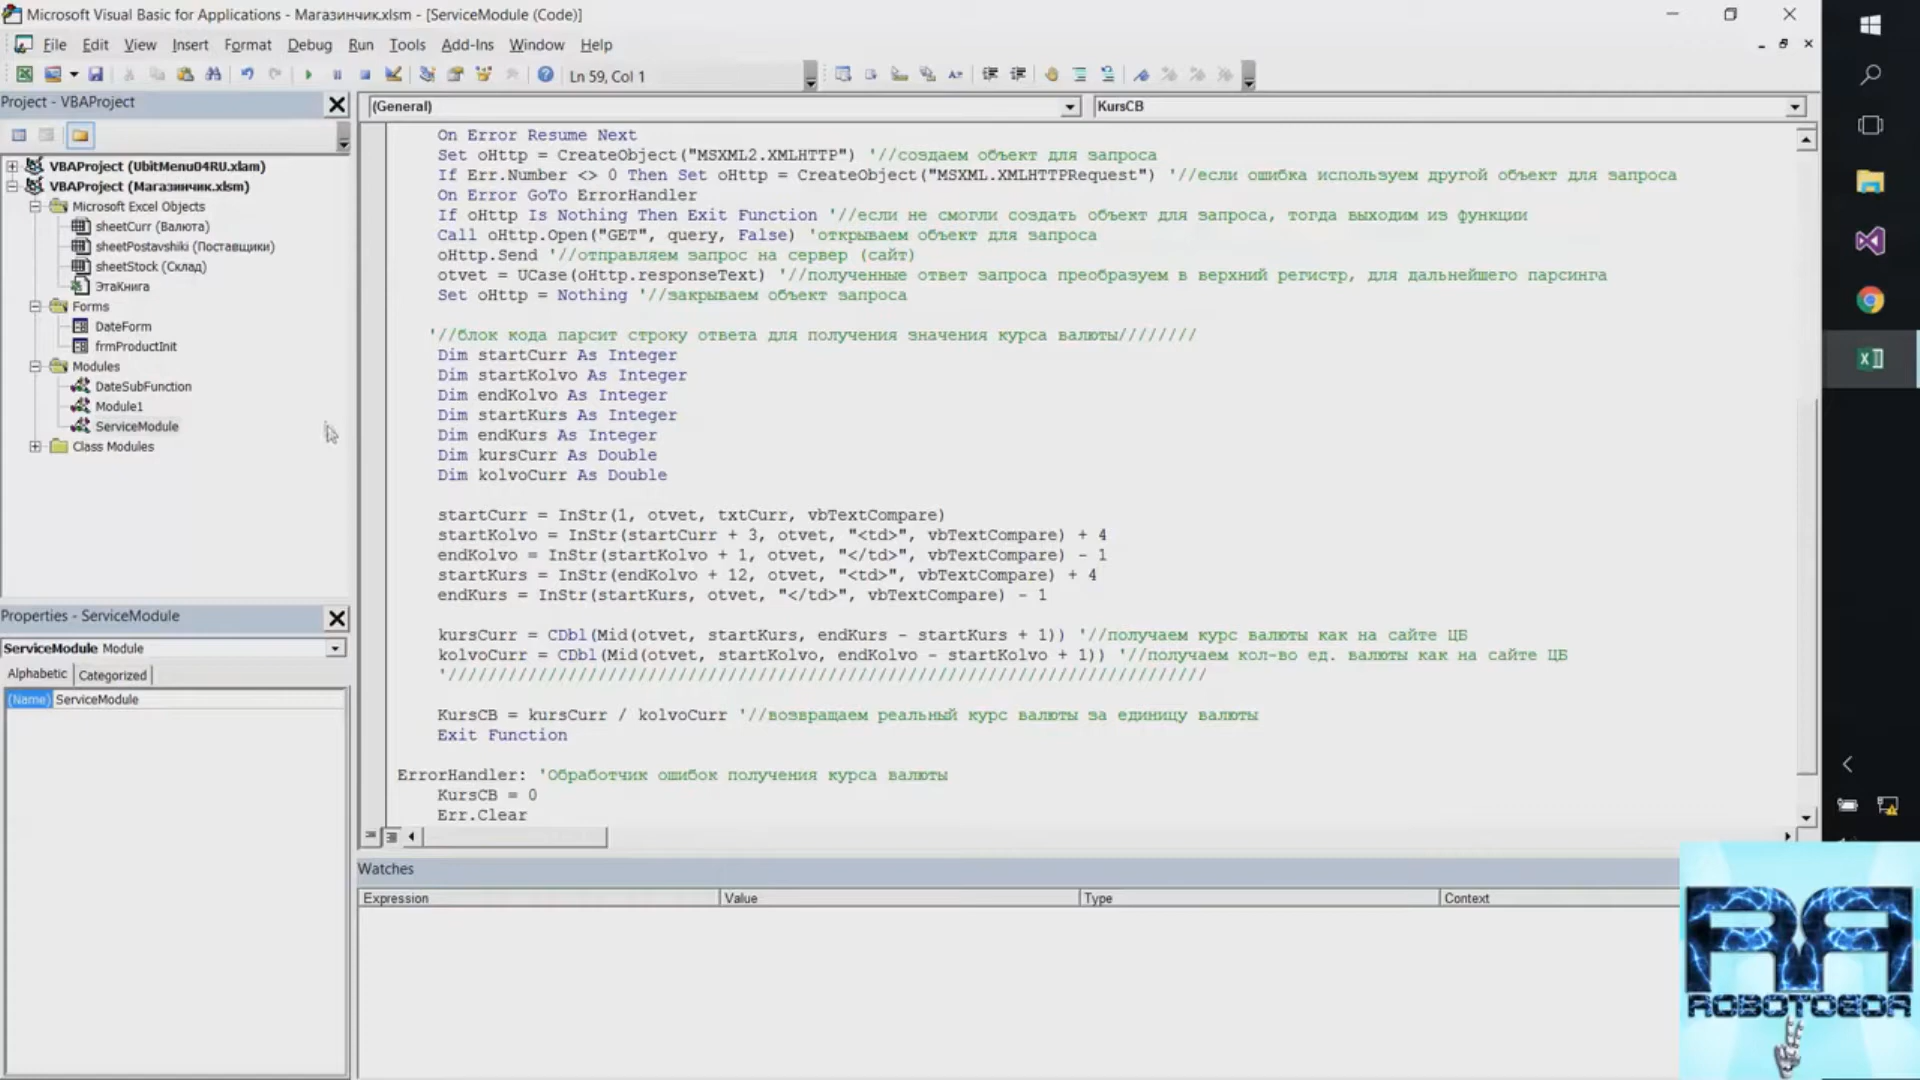 Microsoft Visual Basic for Applications - Магазинчик.xlsm - [ServiceModule (Code)]
File Edit View Insert Format Debug Run Tools Add-Ins Window Help
Ln 59, Col 1
Project - VBAProject
VBAProject (UbitMenu04RU.xlam)
VBAProject (Магазинчик.xlsm)
Microsoft Excel Objects
sheetCurr (Валюта)
sheetPostavshiki (Поставщики)
sheetStock (Склад)
ЭтаКнига
Forms
DateForm
frmProductInit
Modules
DateSubFunction
Module1
ServiceModule
Class Modules
Properties - ServiceModule
ServiceModule Module
Alphabetic Categorized
(Name) ServiceModule
(General) KursCB
On Error Resume Next
Set oHttp = CreateObject("MSXML2.XMLHTTP") '//создаем объект для запроса
If Err.Number <> 0 Then Set oHttp = CreateObject("MSXML.XMLHTTPRequest") '//если ошибка используем другой объект для запроса
On Error GoTo ErrorHandler
If oHttp Is Nothing Then Exit Function '//если не смогли создать объект для запроса, тогда выходим из функции
Call oHttp.Open("GET", query, False) 'открываем объект для запроса
oHttp.Send '//отправляем запрос на сервер (сайт)
otvet = UCase(oHttp.responseText) '//полученные ответ запроса преобразуем в верхний регистр, для дальнейшего парсинга
Set oHttp = Nothing '//закрываем объект запроса
'//блок кода парсит строку ответа для получения значения курса валюты////////
Dim startCurr As Integer
Dim startKolvo As Integer
Dim endKolvo As Integer
Dim startKurs As Integer
Dim endKurs As Integer
Dim kursCurr As Double
Dim kolvoCurr As Double
startCurr = InStr(1, otvet, txtCurr, vbTextCompare)
startKolvo = InStr(startCurr + 3, otvet, "<td>", vbTextCompare) + 4
endKolvo = InStr(startKolvo + 1, otvet, "</td>", vbTextCompare) - 1
startKurs = InStr(endKolvo + 12, otvet, "<td>", vbTextCompare) + 4
endKurs = InStr(startKurs, otvet, "</td>", vbTextCompare) - 1
kursCurr = CDbl(Mid(otvet, startKurs, endKurs - startKurs + 1)) '//получаем курс валюты как на сайте ЦБ
kolvoCurr = CDbl(Mid(otvet, startKolvo, endKolvo - startKolvo + 1)) '//получаем кол-во ед. валюты как на сайте ЦБ
'////////////////////////////////////////////////////////////////////////////
KursCB = kursCurr / kolvoCurr '//возвращаем реальный курс валюты за единицу валюты
Exit Function
ErrorHandler: 'Обработчик ошибок получения курса валюты
KursCB = 0
Err.Clear
Watches
Expression Value Type Context